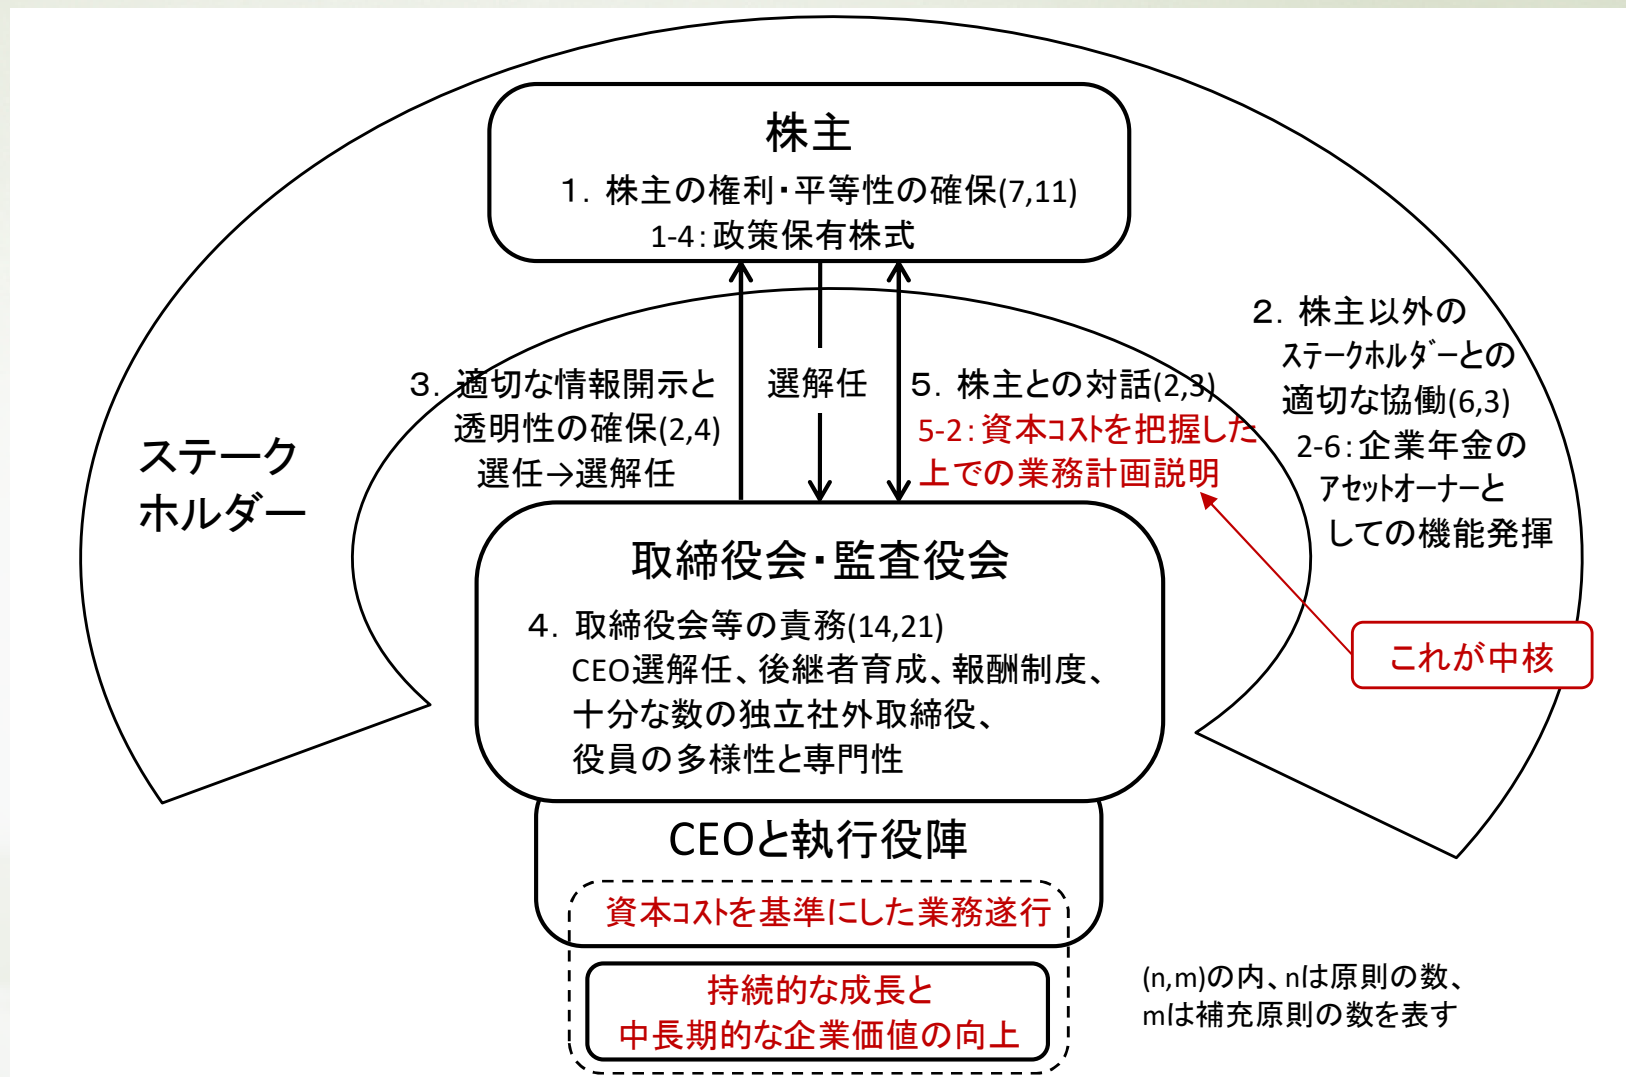 株主
１．株主の権利・平等性の確保(7,11)
1-4：政策保有株式
３．適切な情報開示と
透明性の確保(2,4)
選任→選解任
選解任
５．株主との対話(2,3)
5-2：資本ｺｽﾄを把握した
上での業務計画説明
２．株主以外の
ｽﾃｰｸﾎﾙﾀﾞｰとの
適切な協働(6,3)
2-6：企業年金の
ｱｾｯﾄｵｰﾅｰと
しての機能発揮
ステーク
ホルダー
これが中核
取締役会・監査役会
４．取締役会等の責務(14,21)
CEO選解任、後継者育成、報酬制度、
十分な数の独立社外取締役、
役員の多様性と専門性
CEOと執行役陣
資本ｺｽﾄを基準にした業務遂行
持続的な成長と
中長期的な企業価値の向上
(n,m)の内、nは原則の数、
mは補充原則の数を表す